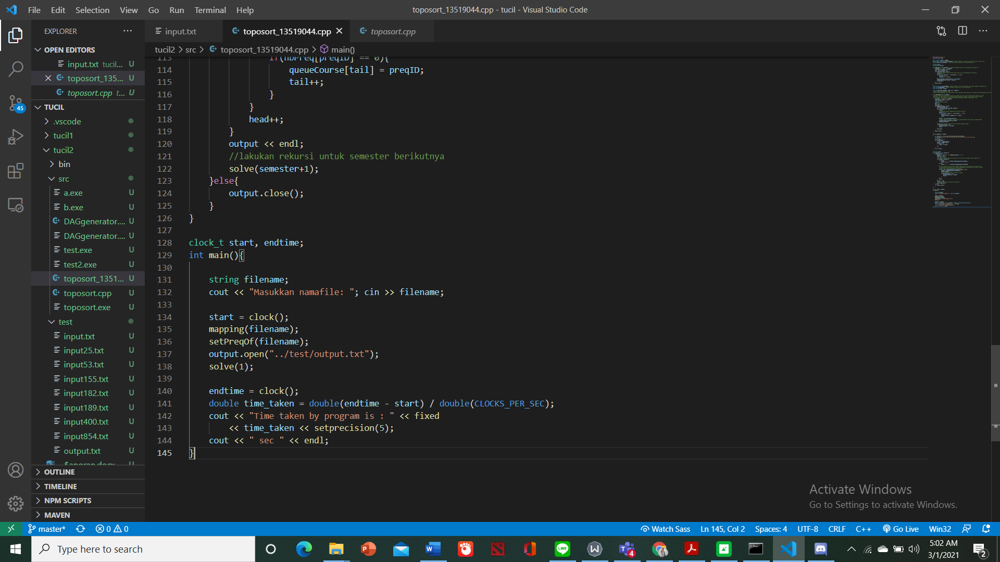 File Edit Selection View Go Run Terminal Help
toposort_13519044.cpp - tucil - Visual Studio Code
EXPLORER
input.txt
toposort_13519044.cpp
toposort.cpp
tucil2 > src > toposort_13519044.cpp > main()
OPEN EDITORS
input.txt tucil... U
toposort_135... U
toposort.cpp t... U
TUCIL
.vscode
tucil1
tucil2
bin
src
a.exe U
b.exe U
DAGgenerator.... U
DAGgenerator.... U
test.exe U
test2.exe U
toposort_1351... U
toposort.cpp U
toposort.exe U
test
input.txt U
input25.txt U
input53.txt U
input155.txt U
input182.txt U
input189.txt U
input400.txt U
input854.txt U
output.txt U
$aporan.docx U
OUTLINE
TIMELINE
NPM SCRIPTS
MAVEN
45
113 if(nbPreq[preqID] == 0){
114 queueCourse[tail] = preqID;
115 tail++;
116 }
117 }
118 head++;
119 }
120 output << endl;
121 //lakukan rekursi untuk semester berikutnya
122 solve(semester+1);
123 }else{
124 output.close();
125 }
126 }
127
128 clock_t start, endtime;
129 int main(){
130
131 string filename;
132 cout << "Masukkan namafile: "; cin >> filename;
133
134 start = clock();
135 mapping(filename);
136 setPreqOf(filename);
137 output.open("../test/output.txt");
138 solve(1);
139
140 endtime = clock();
141 double time_taken = double(endtime - start) / double(CLOCKS_PER_SEC);
142 cout << "Time taken by program is : " << fixed
143 << time_taken << setprecision(5);
144 cout << " sec " << endl;
145 }
Activate Windows
Go to Settings to activate Windows.
master* 0 0
Watch Sass Ln 145, Col 2 Spaces: 4 UTF-8 CRLF C++ Go Live Win32
Type here to search
5:02 AM
3/1/2021
4
2